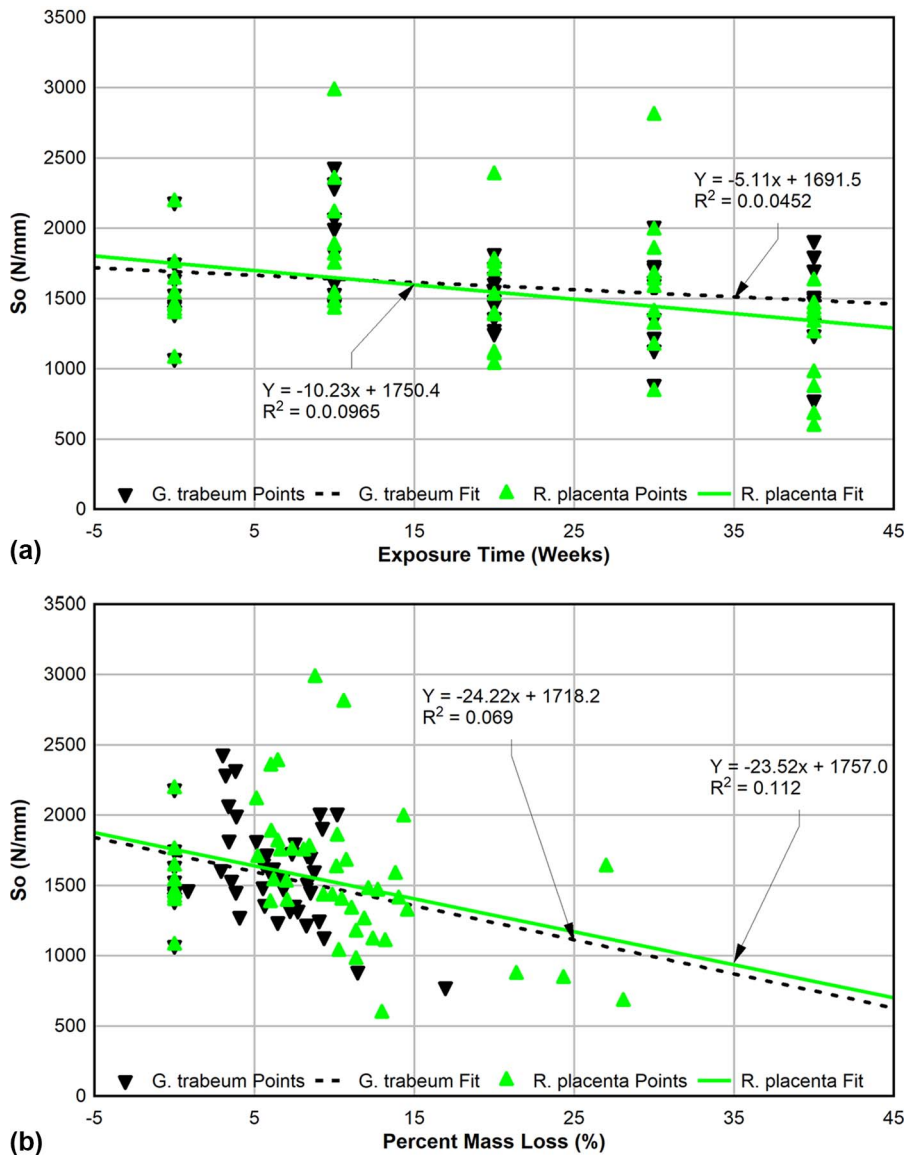 3500
3000
2500
2000
1500
1000
500
0
So (N/mm)
Y = -5.11x + 1691.5
R² = 0.0.0452
Y = -10.23x + 1750.4
R² = 0.0.0965
G. trabeum Points G. trabeum Fit R. placenta Points R. placenta Fit
-5 5 15 25 35 45
(a) Exposure Time (Weeks)
3500
3000
2500
2000
1500
1000
500
0
So (N/mm)
Y = -24.22x + 1718.2
R² = 0.069
Y = -23.52x + 1757.0
R² = 0.112
G. trabeum Points G. trabeum Fit R. placenta Points R. placenta Fit
-5 5 15 25 35 45
(b) Percent Mass Loss (%)